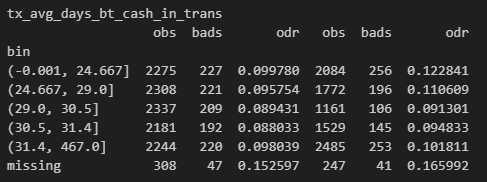 tx_avg_days_bt_cash_in_trans
obs bads odr obs bads odr
bin
(-0.001, 24.667] 2275 227 0.099780 2084 256 0.122841
(24.667, 29.0] 2308 221 0.095754 1772 196 0.110609
(29.0, 30.5] 2337 209 0.089431 1161 106 0.091301
(30.5, 31.4] 2181 192 0.088033 1529 145 0.094833
(31.4, 467.0] 2244 220 0.098039 2485 253 0.101811
missing 308 47 0.152597 247 41 0.165992